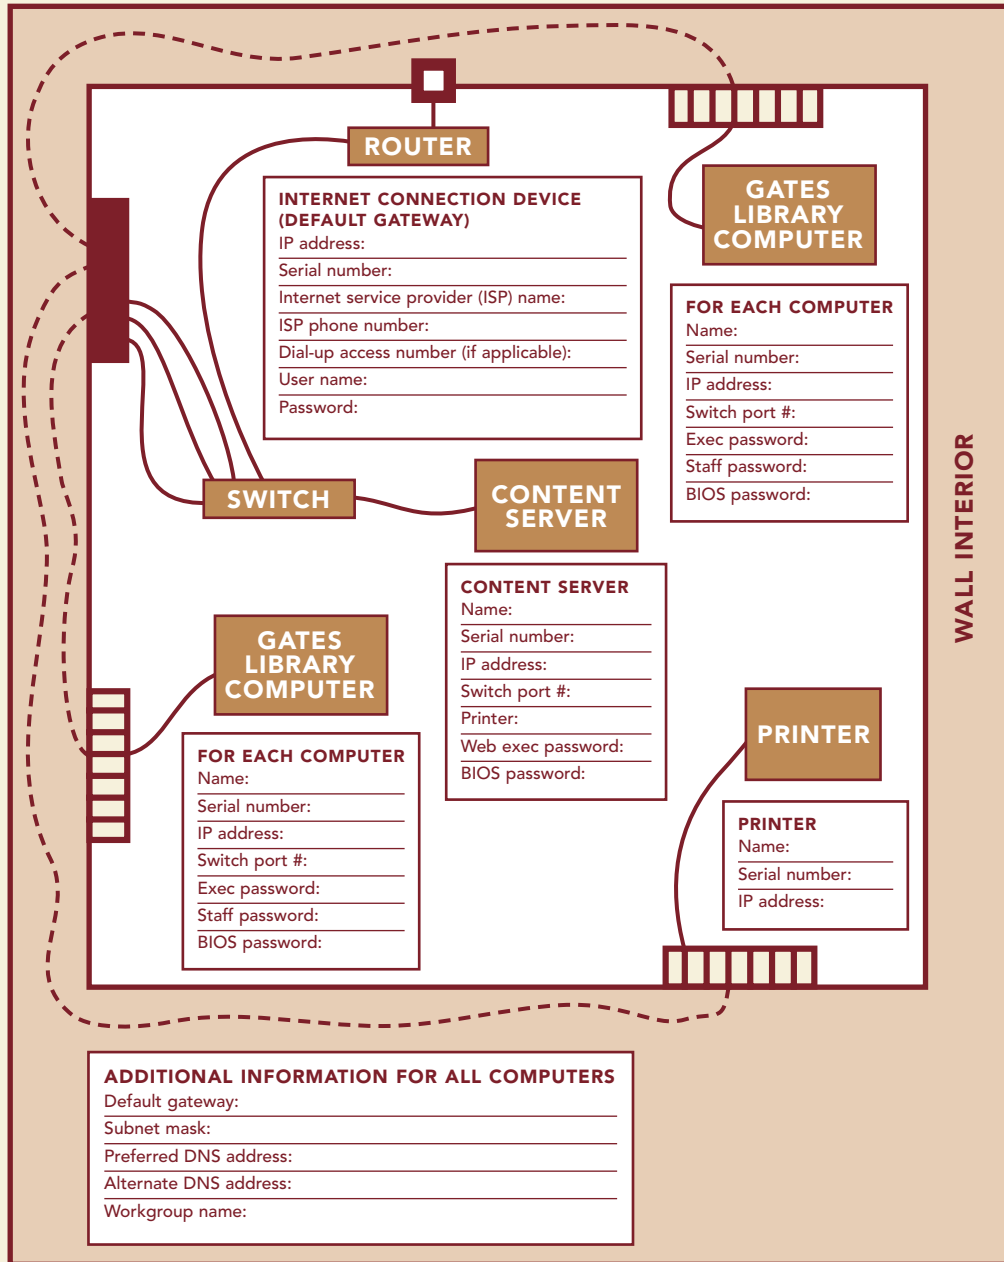 ROUTER
INTERNET CONNECTION DEVICE
(DEFAULT GATEWAY)
IP address:
Serial number:
Internet service provider (ISP) name:
ISP phone number:
Dial-up access number (if applicable):
User name:
Password:
GATES
LIBRARY
COMPUTER
FOR EACH COMPUTER
Name:
Serial number:
IP address:
Switch port #:
Exec password:
Staff password:
BIOS password:
WALL INTERIOR
SWITCH
CONTENT
SERVER
CONTENT SERVER
Name:
Serial number:
IP address:
Switch port #:
Printer:
Web exec password:
BIOS password:
GATES
LIBRARY
COMPUTER
FOR EACH COMPUTER
Name:
Serial number:
IP address:
Switch port #:
Exec password:
Staff password:
BIOS password:
PRINTER
PRINTER
Name:
Serial number:
IP address:
ADDITIONAL INFORMATION FOR ALL COMPUTERS
Default gateway:
Subnet mask:
Preferred DNS address:
Alternate DNS address:
Workgroup name: